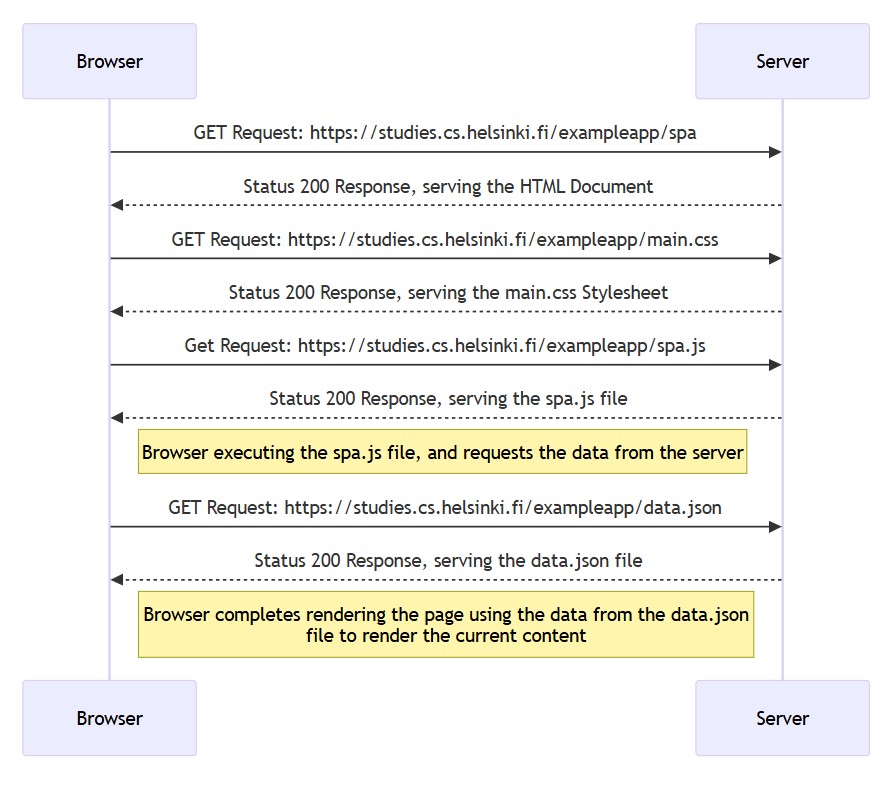 Browser
Server
GET Request: https://studies.cs.helsinki.fi/exampleapp/spa
Status 200 Response, serving the HTML Document
GET Request: https://studies.cs.helsinki.fi/exampleapp/main.css
Status 200 Response, serving the main.css Stylesheet
Get Request: https://studies.cs.helsinki.fi/exampleapp/spa.js
Status 200 Response, serving the spa.js file
Browser executing the spa.js file, and requests the data from the server
GET Request: https://studies.cs.helsinki.fi/exampleapp/data.json
Status 200 Response, serving the data.json file
Browser completes rendering the page using the data from the data.json
file to render the current content
Browser
Server